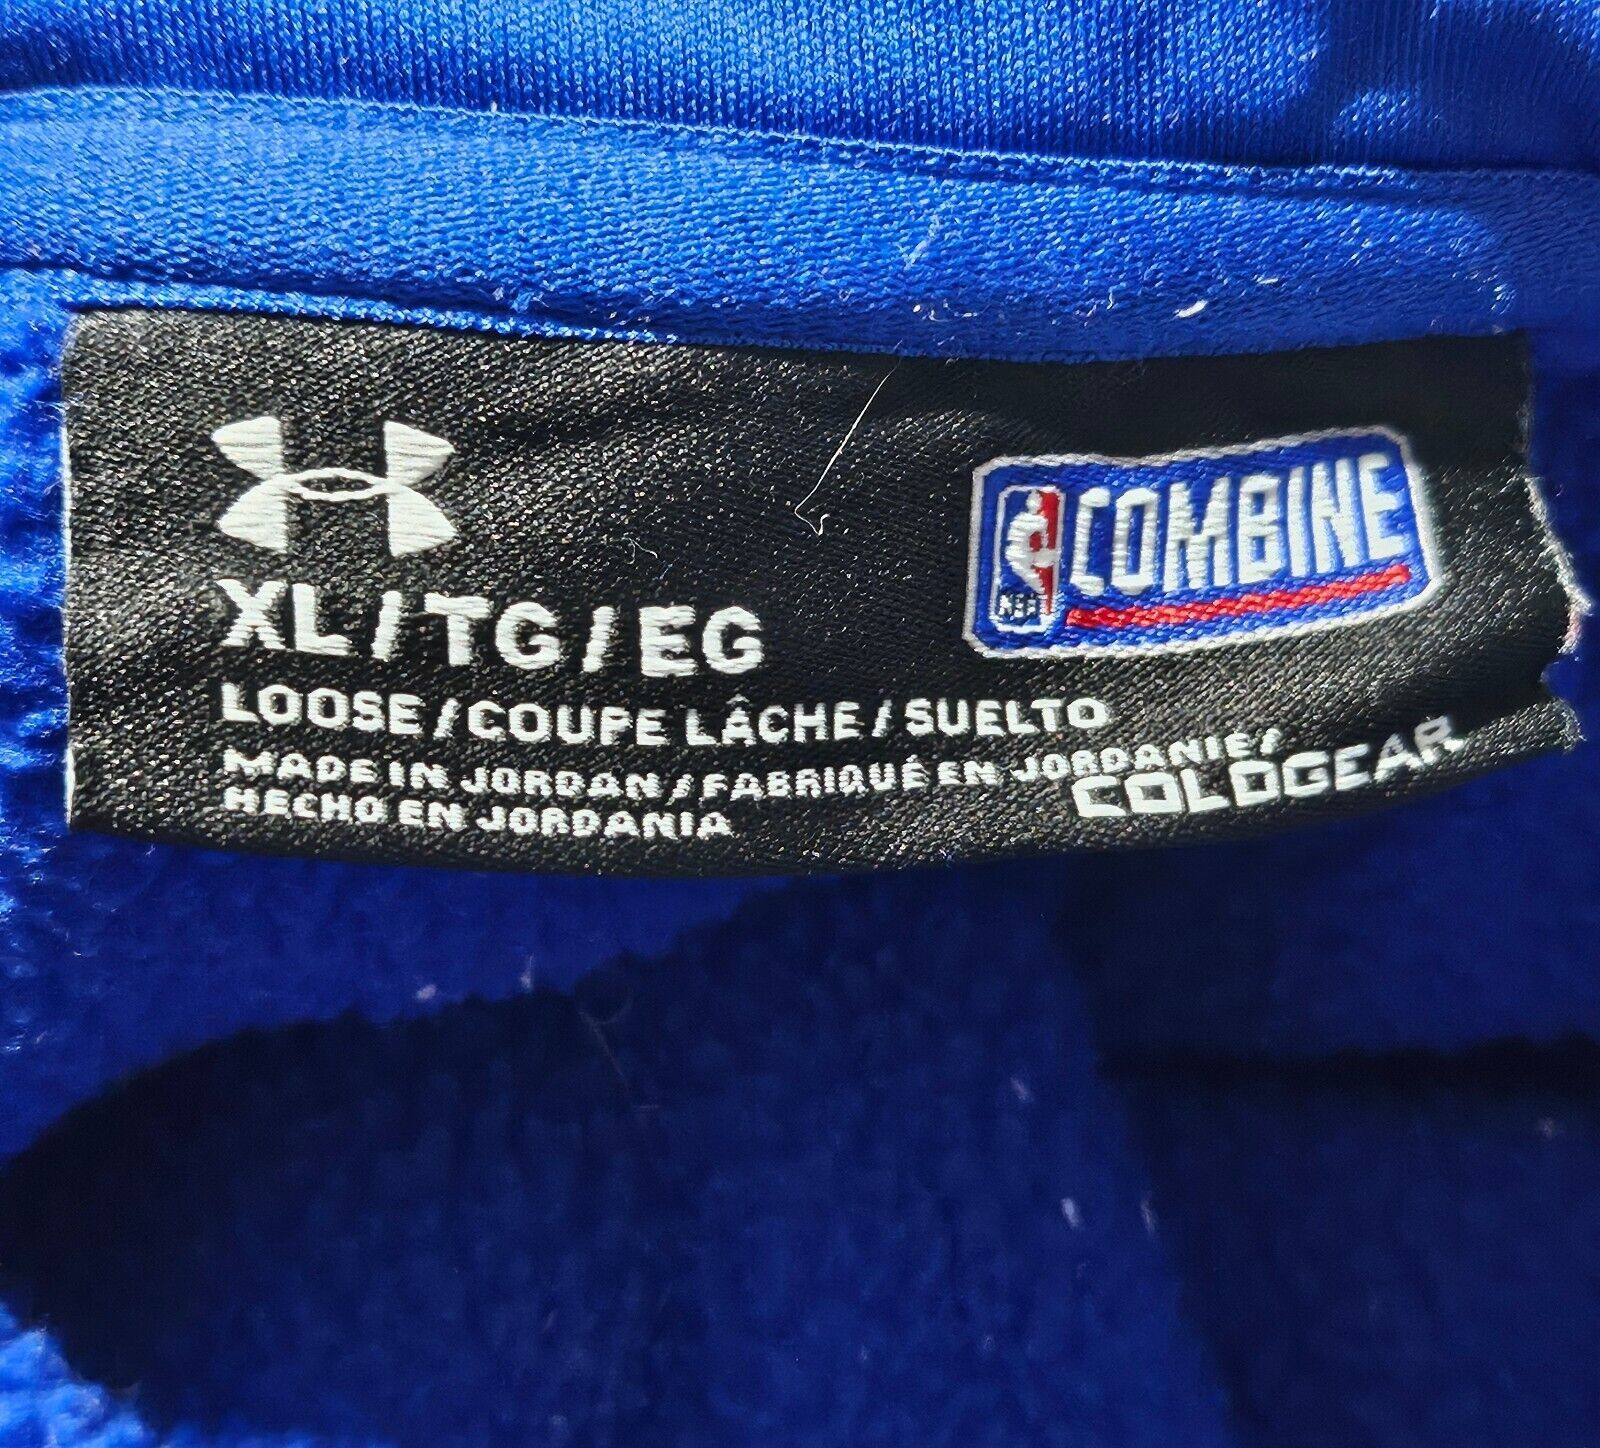 COMBINE
XL/TG/EG
LOOSE/COUPE LÂCHE/SUELTO
MADE IN JORDAN/FABRIQUÉ EN JORDANIE/
HECHO EN JORDANIA
COLDGEAR